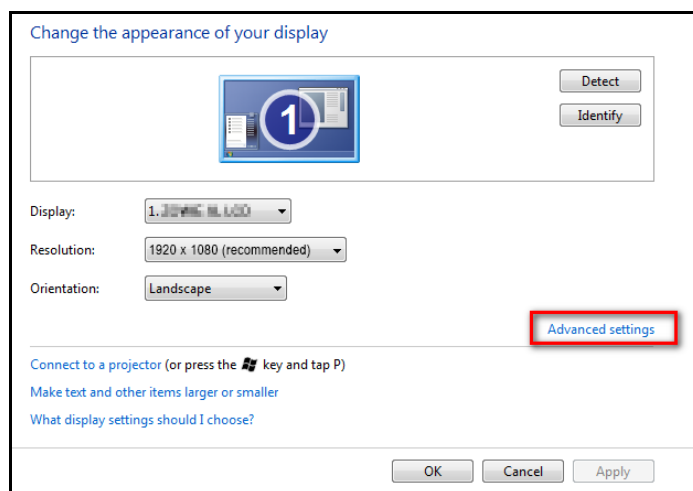 Change the appearance of your display
1
Detect
Identify
Display: 1.
Resolution: 1920 x 1080 (recommended)
Orientation: Landscape
Advanced settings
Connect to a projector (or press the key and tap P)
Make text and other items larger or smaller
What display settings should I choose?
OK Cancel Apply